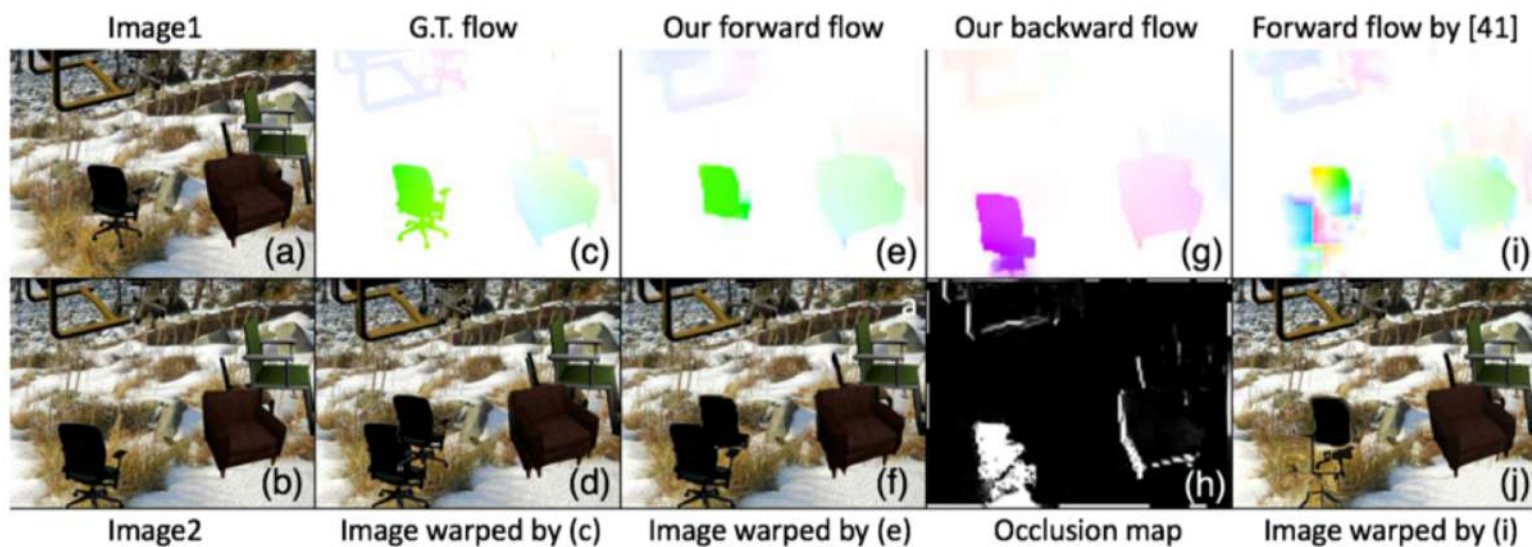 Image1 G.T. flow Our forward flow Our backward flow Forward flow by [41]
(a) (c) (e) (g) (i)
a
(b) (d) (f) (h) (j)
Image2 Image warped by (c) Image warped by (e) Occlusion map Image warped by (i)